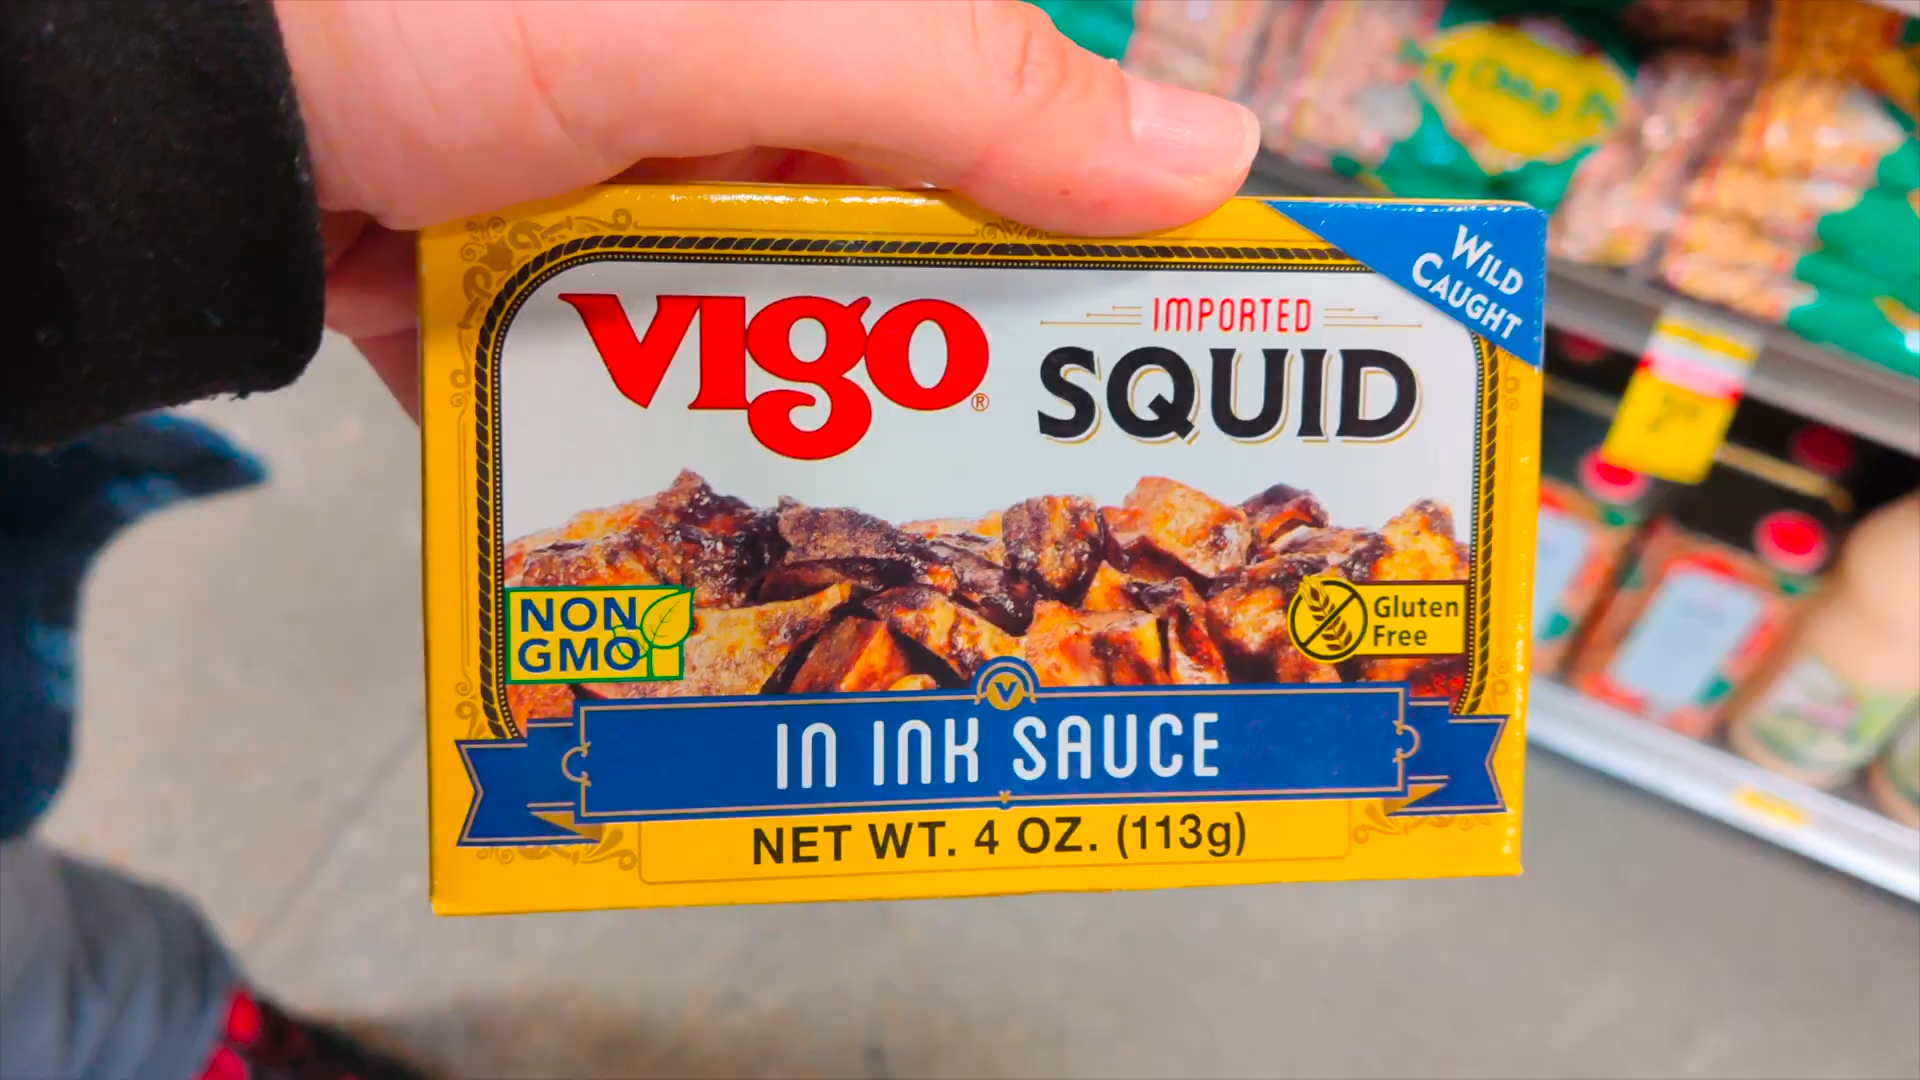 WILD
CAUGHT
VIGO®
IMPORTED
SQUID
NON
GMO
Gluten
Free
V
IN INK SAUCE
NET WT. 4 OZ. (113g)